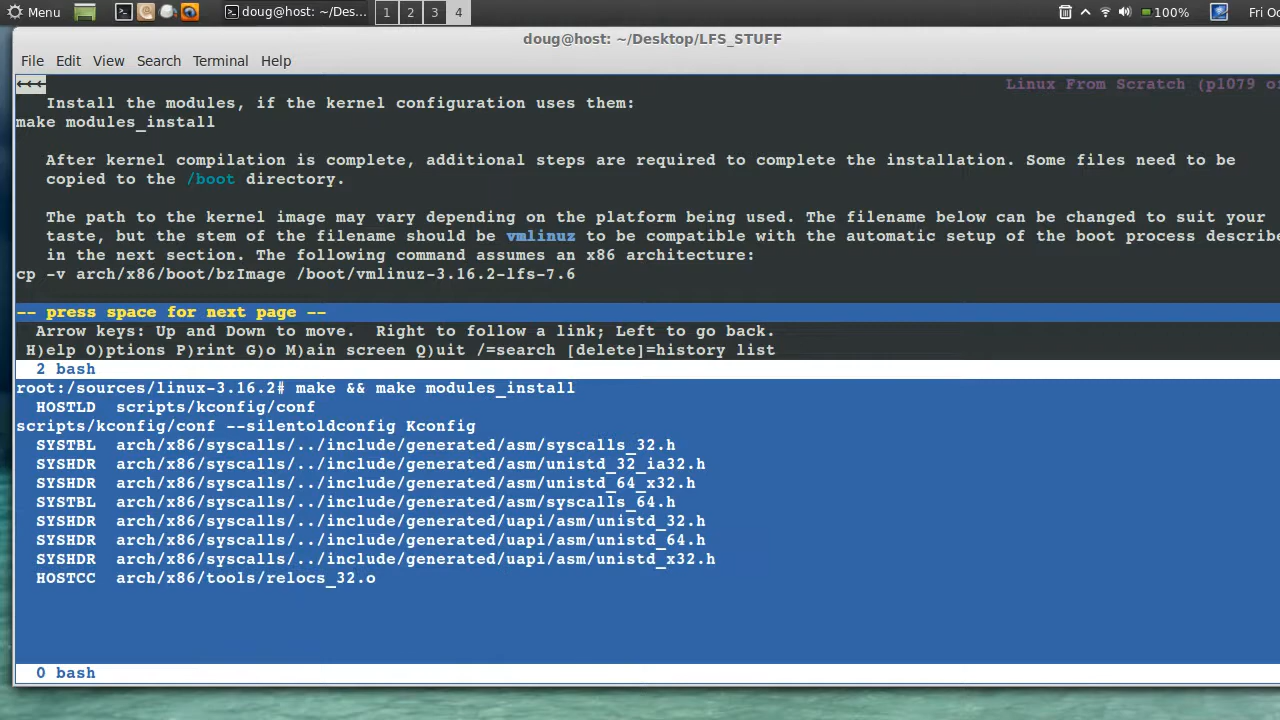 Menu doug@host: ~/Des... 1 2 3 4 100% Fri Oc
doug@host: ~/Desktop/LFS_STUFF
File Edit View Search Terminal Help
←←← Linux From Scratch (p1079 of
Install the modules, if the kernel configuration uses them:
make modules_install
After kernel compilation is complete, additional steps are required to complete the installation. Some files need to be
copied to the /boot directory.
The path to the kernel image may vary depending on the platform being used. The filename below can be changed to suit your
taste, but the stem of the filename should be vmlinuz to be compatible with the automatic setup of the boot process describe
in the next section. The following command assumes an x86 architecture:
cp -v arch/x86/boot/bzImage /boot/vmlinuz-3.16.2-lfs-7.6
-- press space for next page --
Arrow keys: Up and Down to move. Right to follow a link; Left to go back.
H)elp O)ptions P)rint G)o M)ain screen Q)uit /=search [delete]=history list
2 bash
root:/sources/linux-3.16.2# make && make modules_install
HOSTLD scripts/kconfig/conf
scripts/kconfig/conf --silentoldconfig Kconfig
SYSTBL arch/x86/syscalls/../include/generated/asm/syscalls_32.h
SYSHDR arch/x86/syscalls/../include/generated/asm/unistd_32_ia32.h
SYSHDR arch/x86/syscalls/../include/generated/asm/unistd_64_x32.h
SYSTBL arch/x86/syscalls/../include/generated/asm/syscalls_64.h
SYSHDR arch/x86/syscalls/../include/generated/uapi/asm/unistd_32.h
SYSHDR arch/x86/syscalls/../include/generated/uapi/asm/unistd_64.h
SYSHDR arch/x86/syscalls/../include/generated/uapi/asm/unistd_x32.h
HOSTCC arch/x86/tools/relocs_32.o
0 bash